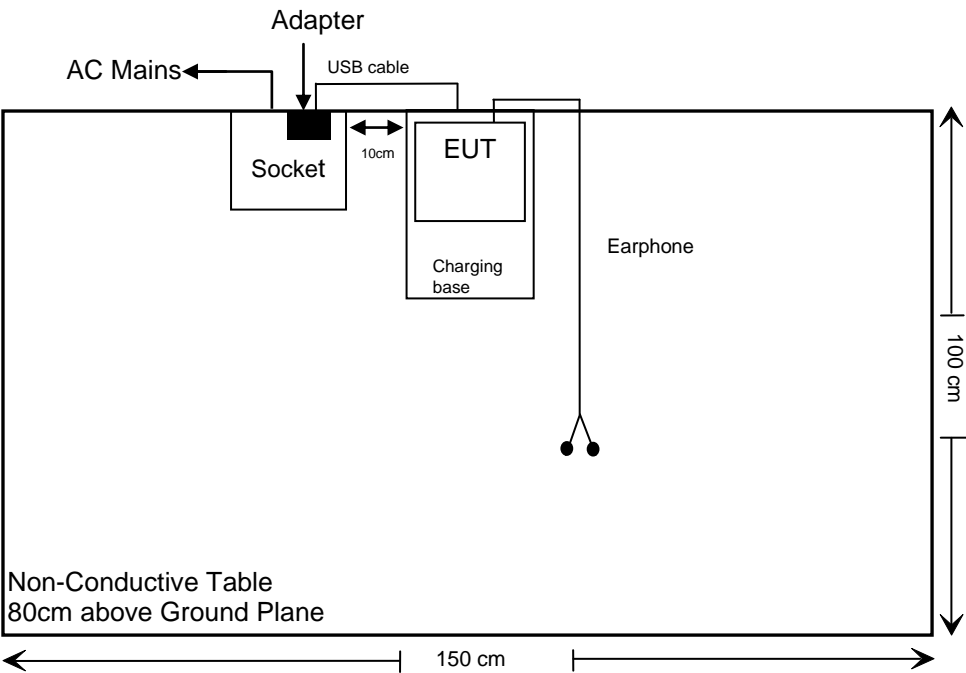 Adapter
AC Mains
USB cable
Socket
10cm
EUT
Charging
base
Earphone
100 cm
Non-Conductive Table
80cm above Ground Plane
150 cm